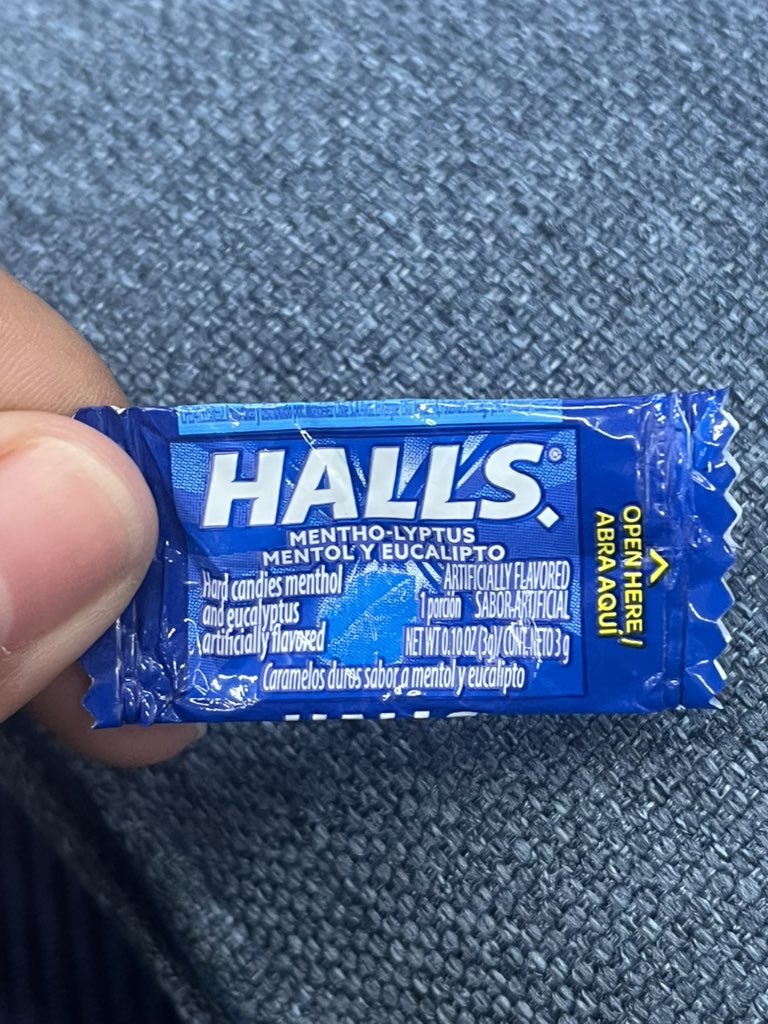 HALLS®
MENTHO-LYPTUS
MENTOL Y EUCALIPTO
Hard candies menthol
and eucalyptus
artificially flavored
ARTIFICIALLY FLAVORED
1 porción SABOR ARTIFICIAL
NET WT 0.10 OZ (3g)/CONT. NETO 3 g
Caramelos duros sabor a mentol y eucalipto
OPEN HERE /
ABRA AQUÍ
HALLS